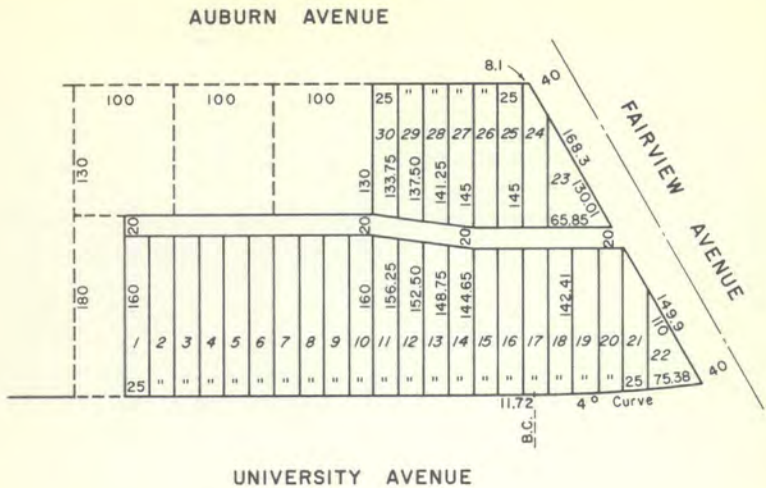 AUBURN AVENUE
8.1
40
100 100 100
25 " " " " 25
30 29 28 27 26 25 24
FAIRVIEW AVENUE
168.3
130
130
133.75
137.50
141.25
145
145
23
130.01
65.85
20 20 20 20
180
160
160
156.25
152.50
148.75
144.65
142.41
149.9
110
1 2 3 4 5 6 7 8 9 10 11 12 13 14 15 16 17 18 19 20 21 22
25 " " " " " " " " " " " " " " " " " " " 25 75.38
40
11.72
4° Curve
B.C.
UNIVERSITY AVENUE